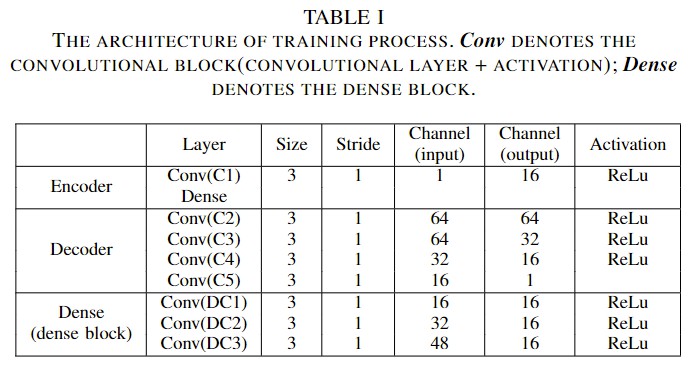 TABLE I
THE ARCHITECTURE OF TRAINING PROCESS. Conv DENOTES THE
CONVOLUTIONAL BLOCK(CONVOLUTIONAL LAYER + ACTIVATION); Dense
DENOTES THE DENSE BLOCK.
Layer Size Stride Channel (input) Channel (output) Activation
Encoder Conv(C1) 3 1 1 16 ReLu
Dense
Decoder Conv(C2) 3 1 64 64 ReLu
Conv(C3) 3 1 64 32 ReLu
Conv(C4) 3 1 32 16 ReLu
Conv(C5) 3 1 16 1
Dense (dense block) Conv(DC1) 3 1 16 16 ReLu
Conv(DC2) 3 1 32 16 ReLu
Conv(DC3) 3 1 48 16 ReLu